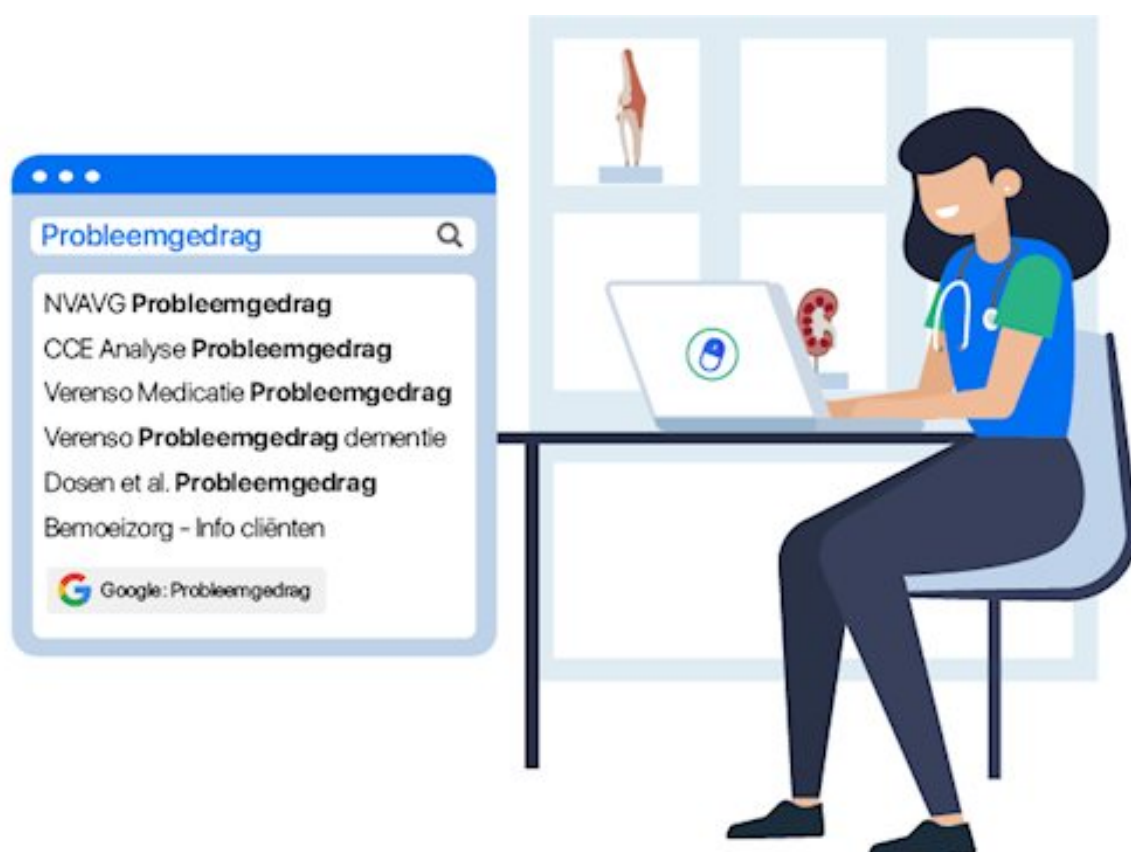 Probleemgedrag
NVAVG Probleemgedrag
CCE Analyse Probleemgedrag
Verenso Medicatie Probleemgedrag
Verenso Probleemgedrag dementie
Dosen et al. Probleemgedrag
Bemoeizorg - Info cliënten
Google: Probleemgedrag